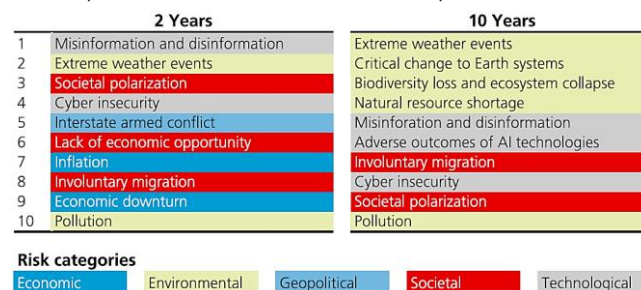 2 Years 10 Years
1 Misinformation and disinformation Extreme weather events
2 Extreme weather events Critical change to Earth systems
3 Societal polarization Biodiversity loss and ecosystem collapse
4 Cyber insecurity Natural resource shortage
5 Interstate armed conflict Misinforation and disinformation
6 Lack of economic opportunity Adverse outcomes of AI technologies
7 Inflation Involuntary migration
8 Involuntary migration Cyber insecurity
9 Economic downturn Societal polarization
10 Pollution Pollution
Risk categories
Economic Environmental Geopolitical Societal Technological